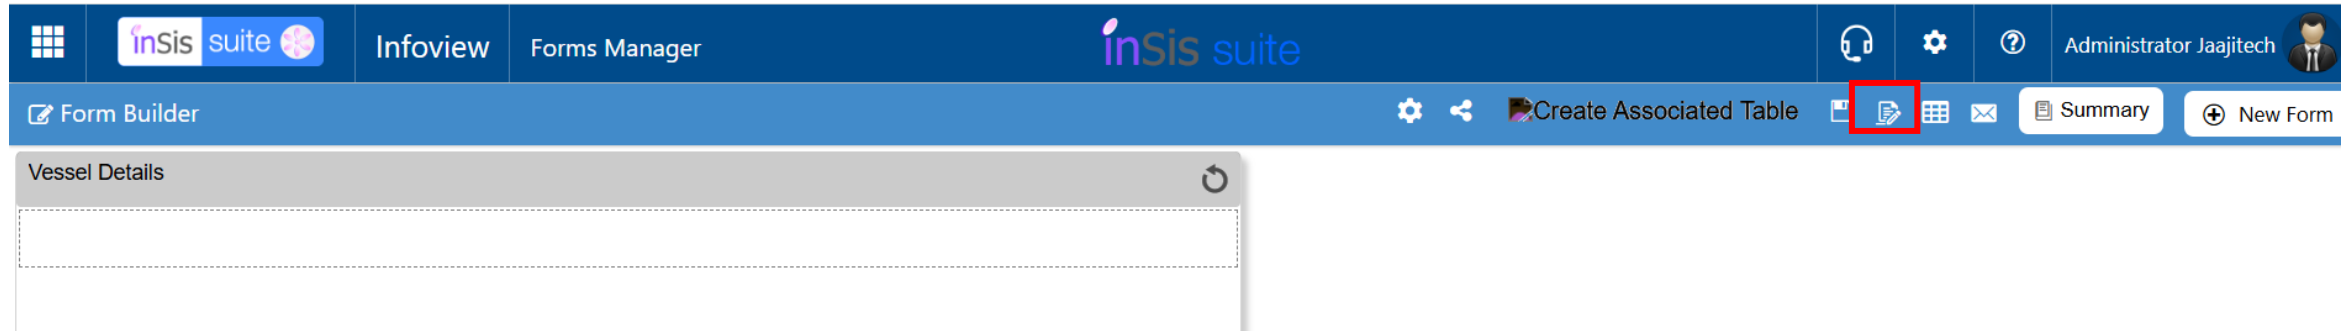 inSis suite Infoview Forms Manager inSis suite Administrator Jaajitech
Form Builder Create Associated Table Summary New Form
Vessel Details